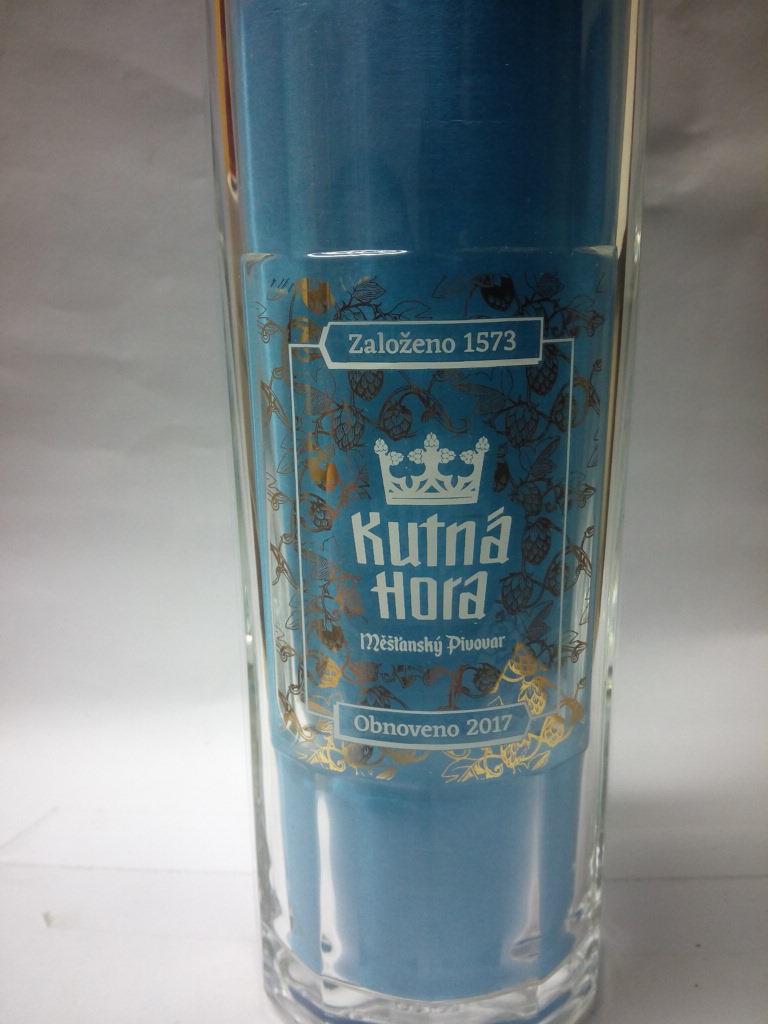 Založeno 1573
Kutná
Hora
Měšťanský Pivovar
Obnoveno 2017